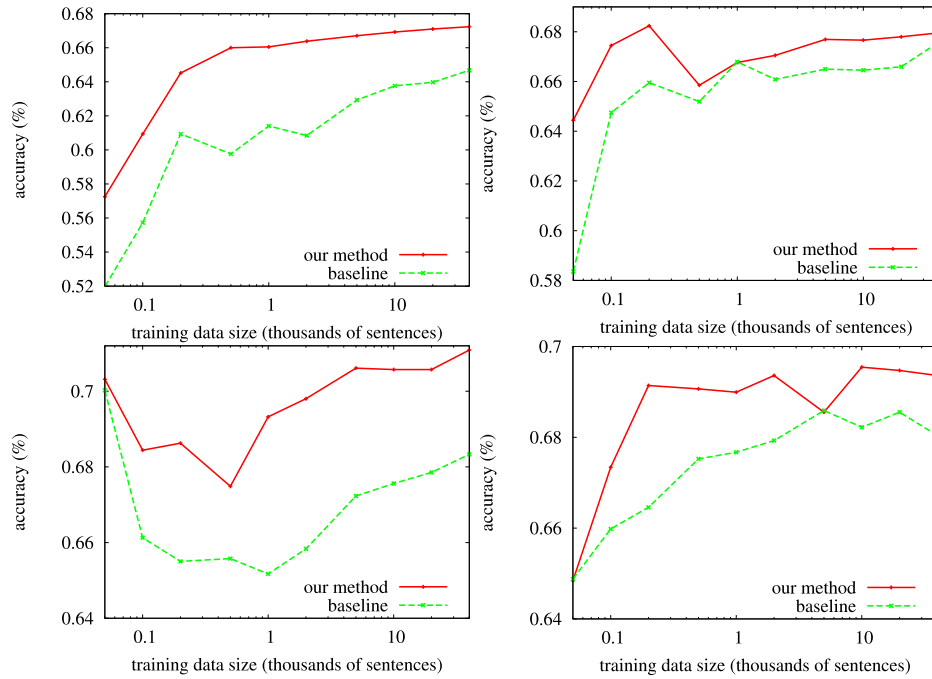 0.68
0.66
0.64
0.62
0.6
0.58
0.56
0.54
0.52
accuracy (%)
our method
baseline
0.1 1 10
training data size (thousands of sentences)
0.68
0.66
0.64
0.62
0.6
0.58
accuracy (%)
our method
baseline
0.1 1 10
training data size (thousands of sentences)
0.7
0.68
0.66
0.64
accuracy (%)
our method
baseline
0.1 1 10
training data size (thousands of sentences)
0.7
0.68
0.66
0.64
accuracy (%)
our method
baseline
0.1 1 10
training data size (thousands of sentences)